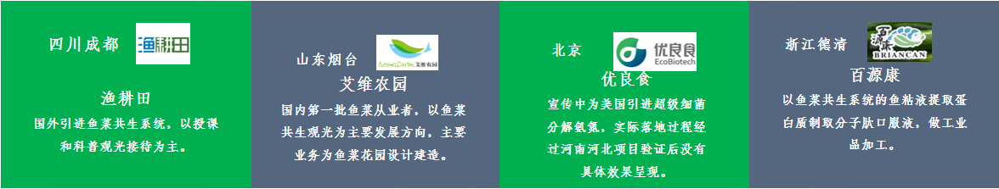 四川成都
渔耕田
渔耕田
国外引进鱼菜共生系统，以授课
和科普观光接待为主。
山东烟台
艾维农园
艾维农园
国内第一批鱼菜从业者，以鱼菜
共生观光为主要发展方向，主要
业务为鱼菜花园设计建造。
北京
优良食
EcoBiotech
优良食
宣传中为美国引进超级细菌
分解氨氮，实际落地过程经
过河南河北项目验证后没有
具体效果呈现。
浙江德清
百源康
BRIANCAN
百源康
以鱼菜共生系统的鱼粘液提取蛋
白质制取分子肽口服液，做工业
品加工。